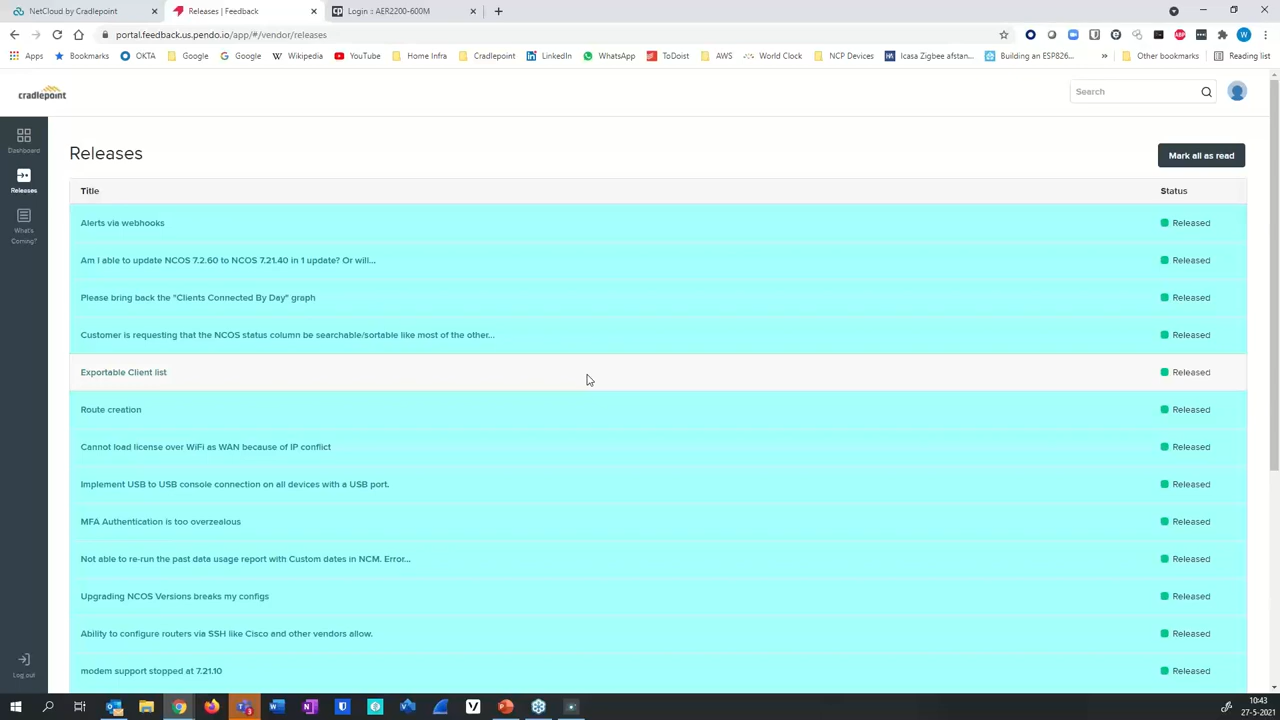 NetCloud by Cradlepoint
Releases | Feedback
Login :: AER2200-600M
portal.feedback.us.pendo.io/app/#/vendor/releases
Apps
Bookmarks
OKTA
Google
Google
Wikipedia
YouTube
Home Infra
Cradlepoint
LinkedIn
WhatsApp
ToDoist
AWS
World Clock
NCP Devices
Icasa Zigbee afstan...
Building an ESP826...
Other bookmarks
Reading list
cradlepoint
Search
Dashboard
Releases
What's
Coming?
Log out
Releases
Mark all as read
Title
Status
Alerts via webhooks
Released
Am I able to update NCOS 7.2.60 to NCOS 7.21.40 in 1 update? Or will...
Released
Please bring back the "Clients Connected By Day" graph
Released
Customer is requesting that the NCOS status column be searchable/sortable like most of the other...
Released
Exportable Client list
Released
Route creation
Released
Cannot load license over WiFi as WAN because of IP conflict
Released
Implement USB to USB console connection on all devices with a USB port.
Released
MFA Authentication is too overzealous
Released
Not able to re-run the past data usage report with Custom dates in NCM. Error...
Released
Upgrading NCOS Versions breaks my configs
Released
Ability to configure routers via SSH like Cisco and other vendors allow.
Released
modem support stopped at 7.21.10
Released
10:43
27-5-2021